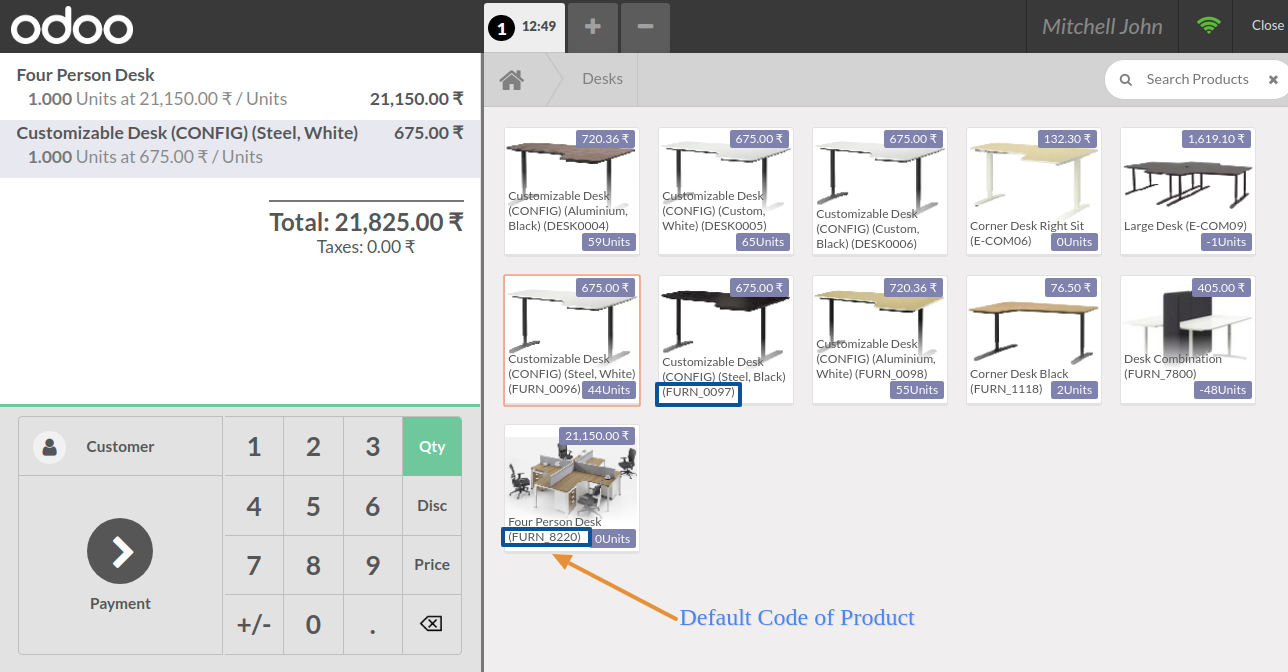 odoo
1 12:49 + −
Mitchell John
Close
Four Person Desk
1.000 Units at 21,150.00 ₹ / Units 21,150.00 ₹
Customizable Desk (CONFIG) (Steel, White) 675.00 ₹
1.000 Units at 675.00 ₹ / Units
Total: 21,825.00 ₹
Taxes: 0.00 ₹
Customer
Payment
1 2 3 Qty
4 5 6 Disc
7 8 9 Price
+/- 0 .
Desks
Search Products
720.36 ₹
Customizable Desk
(CONFIG) (Aluminium,
Black) (DESK0004)
59Units
675.00 ₹
Customizable Desk
(CONFIG) (Custom,
White) (DESK0005)
65Units
675.00 ₹
Customizable Desk
(CONFIG) (Custom,
Black) (DESK0006)
132.30 ₹
Corner Desk Right Sit
(E-COM06)
0Units
1,619.10 ₹
Large Desk (E-COM09)
-1Units
675.00 ₹
Customizable Desk
(CONFIG) (Steel, White)
(FURN_0096)
44Units
675.00 ₹
Customizable Desk
(CONFIG) (Steel, Black)
(FURN_0097)
720.36 ₹
Customizable Desk
(CONFIG) (Aluminium,
White) (FURN_0098)
55Units
76.50 ₹
Corner Desk Black
(FURN_1118)
2Units
405.00 ₹
Desk Combination
(FURN_7800)
-48Units
21,150.00 ₹
Four Person Desk
(FURN_8220)
0Units
Default Code of Product